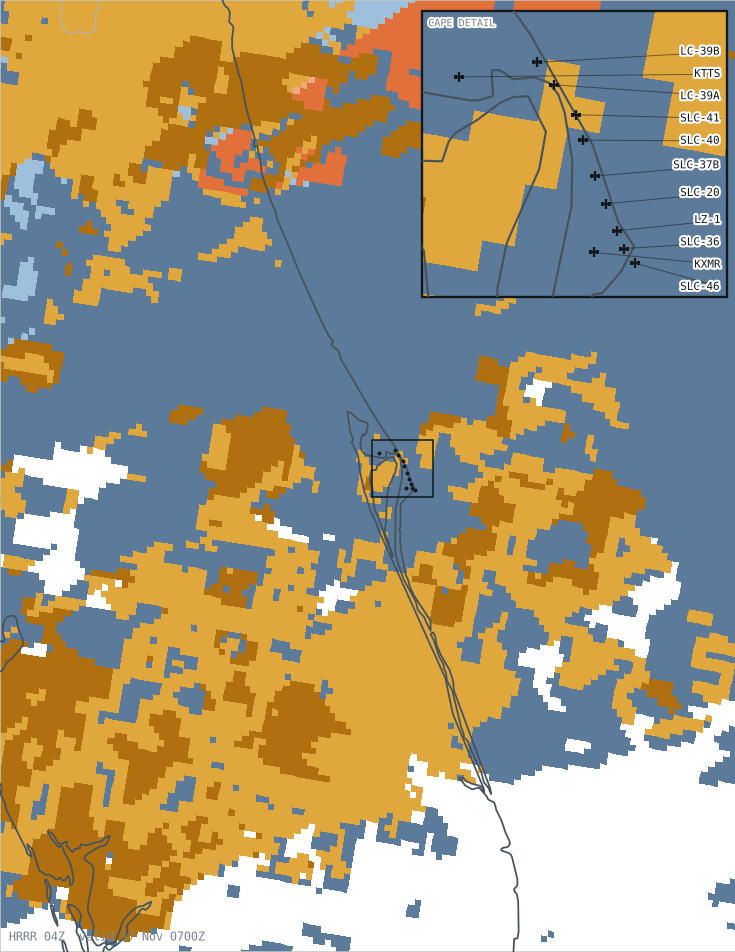 CAPE DETAIL
LC-39B
KTTS
LC-39A
SLC-41
SLC-40
SLC-37B
SLC-20
LZ-1
SLC-36
KXMR
SLC-46
HRRR 04Z Nov 0700Z